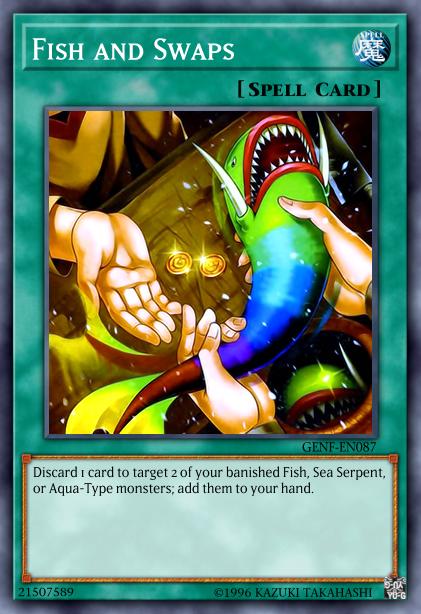 Fish and Swaps
SPELL
魔
[Spell Card]
GENF-EN087
Discard 1 card to target 2 of your banished Fish, Sea Serpent,
or Aqua-Type monsters; add them to your hand.
21507589
©1996 KAZUKI TAKAHASHI